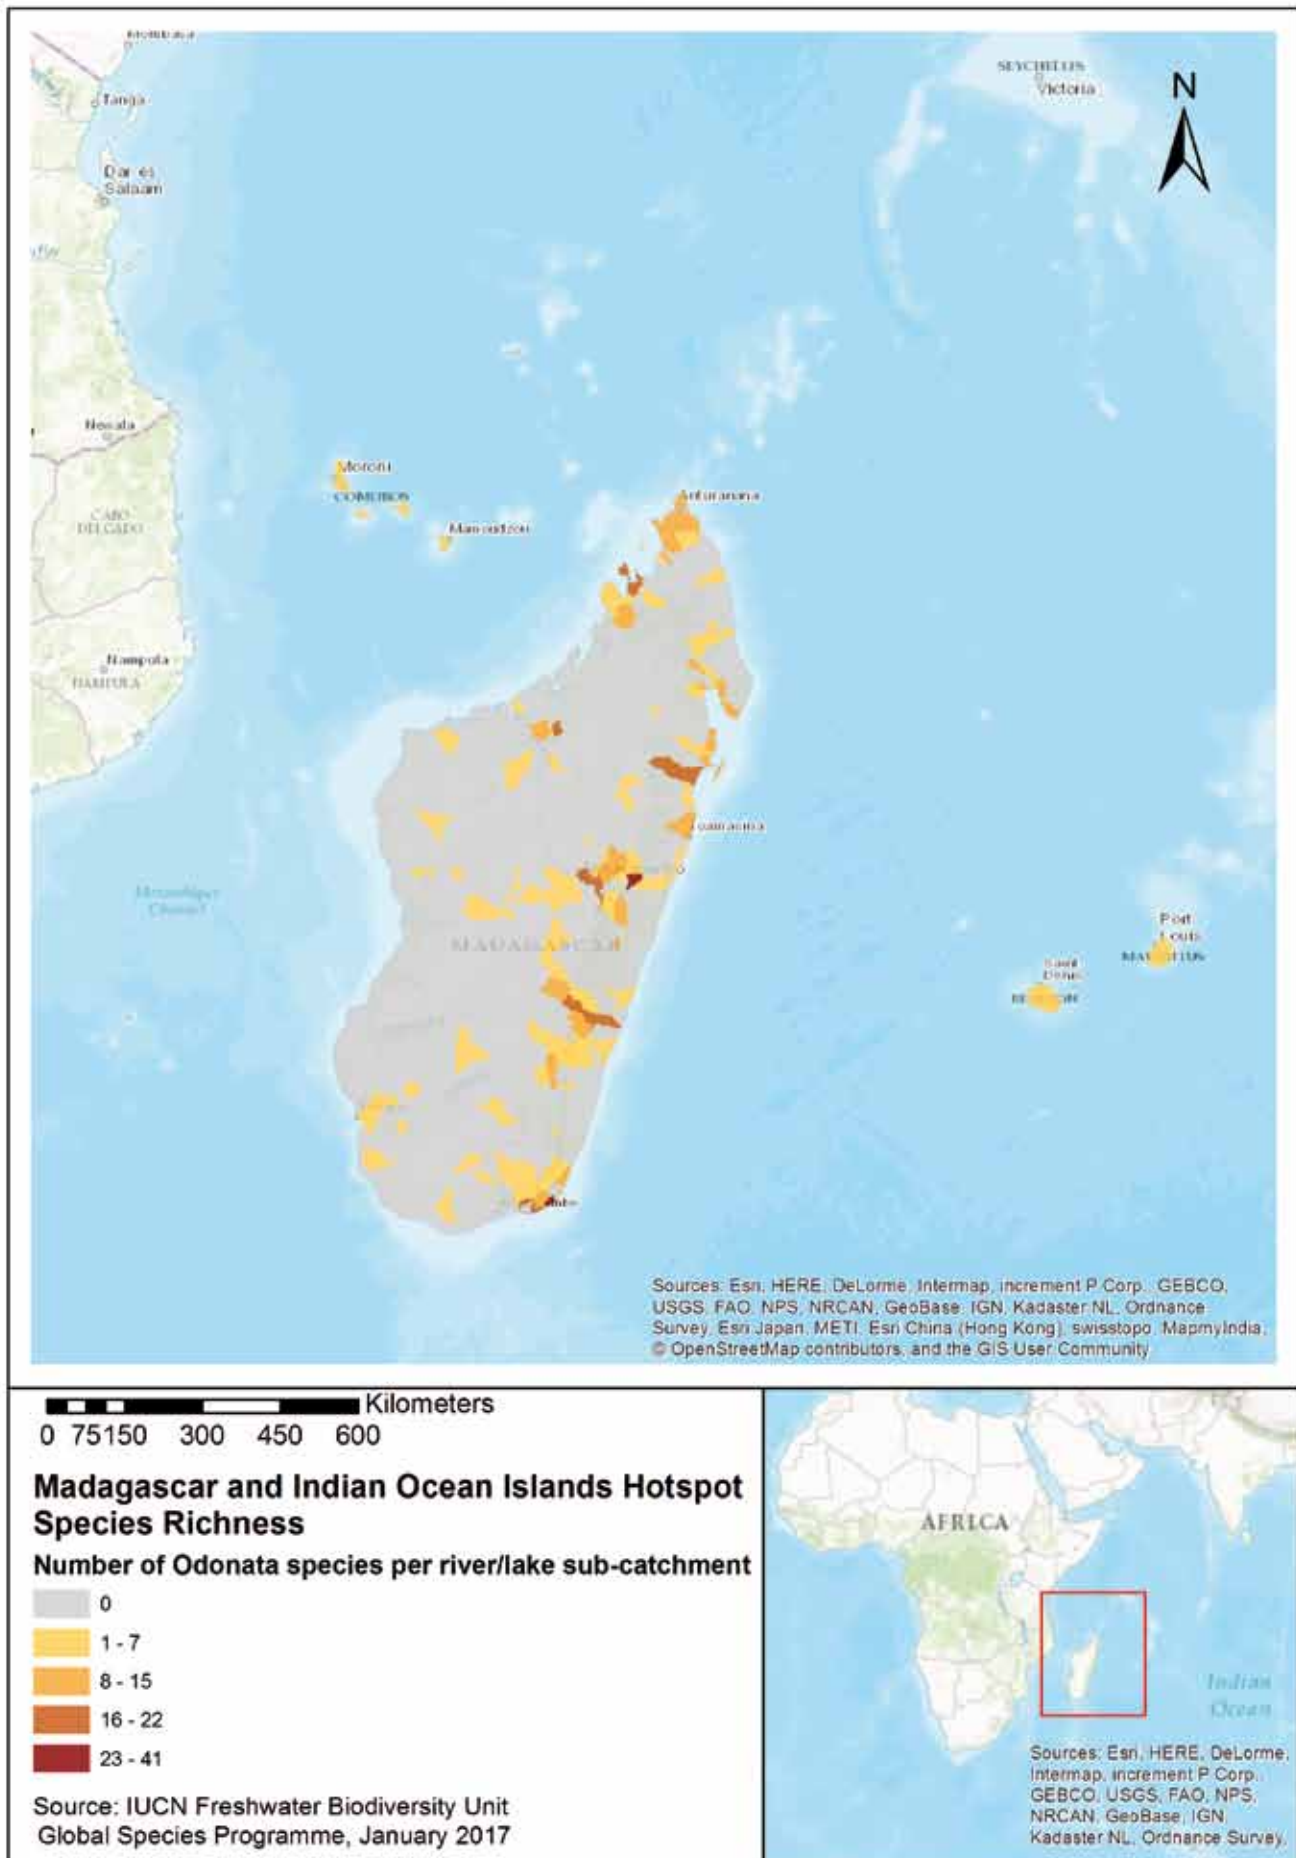 SEYCHELLES
Victoria
N
Tanga
Dar es
Salaam
Newala
Moroni
COMOROS
Mamoudzou
CABO
DELGADO
Nampula
NAMPULA
Mozambique
Channel
MADAGASCAR
Port
Louis
Saint
Denis
Sources: Esri, HERE, DeLorme, Intermap, increment P Corp., GEBCO,
USGS, FAO, NPS, NRCAN, GeoBase, IGN, Kadaster NL, Ordnance
Survey, Esri Japan, METI, Esri China (Hong Kong), swisstopo, MapmyIndia,
© OpenStreetMap contributors, and the GIS User Community
Kilometers
0 75150 300 450 600
Madagascar and Indian Ocean Islands Hotspot
Species Richness
Number of Odonata species per river/lake sub-catchment
0
1 - 7
8 - 15
16 - 22
23 - 41
Source: IUCN Freshwater Biodiversity Unit
Global Species Programme, January 2017
AFRICA
Indian
Ocean
Sources: Esri, HERE, DeLorme,
Intermap, increment P Corp.,
GEBCO, USGS, FAO, NPS,
NRCAN, GeoBase, IGN,
Kadaster NL, Ordnance Survey,